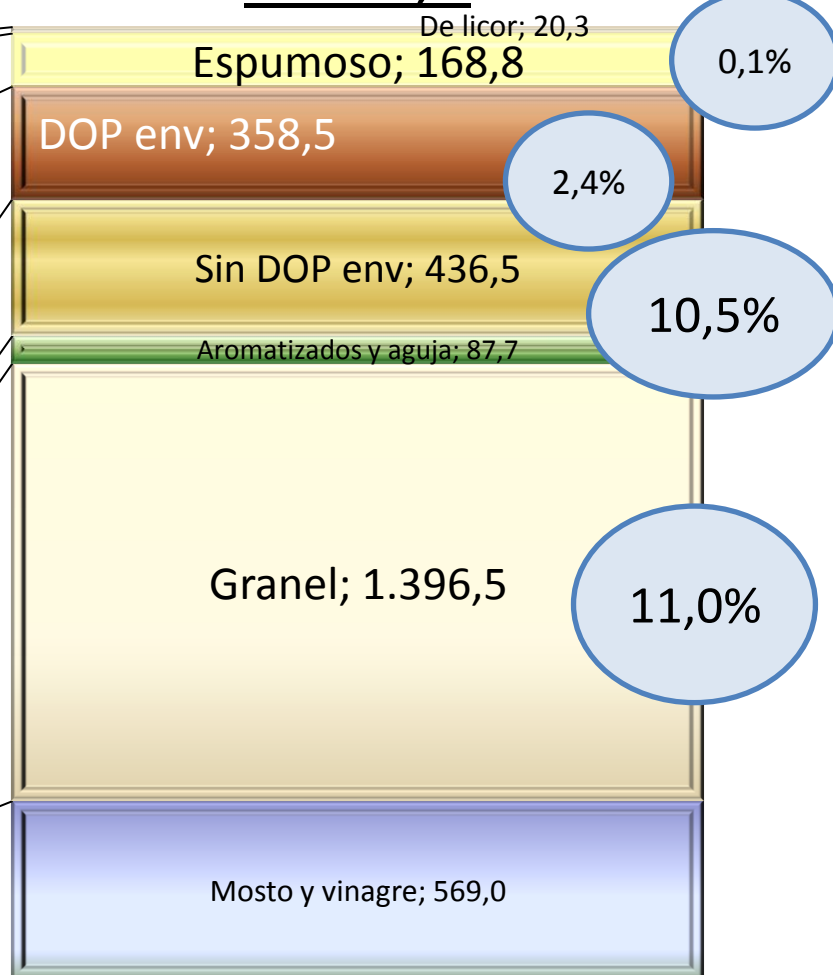 De licor; 20,3
Espumoso; 168,8
0,1%
DOP env; 358,5
2,4%
Sin DOP env; 436,5
10,5%
Aromatizados y aguja; 87,7
Granel; 1.396,5
11,0%
Mosto y vinagre; 569,0